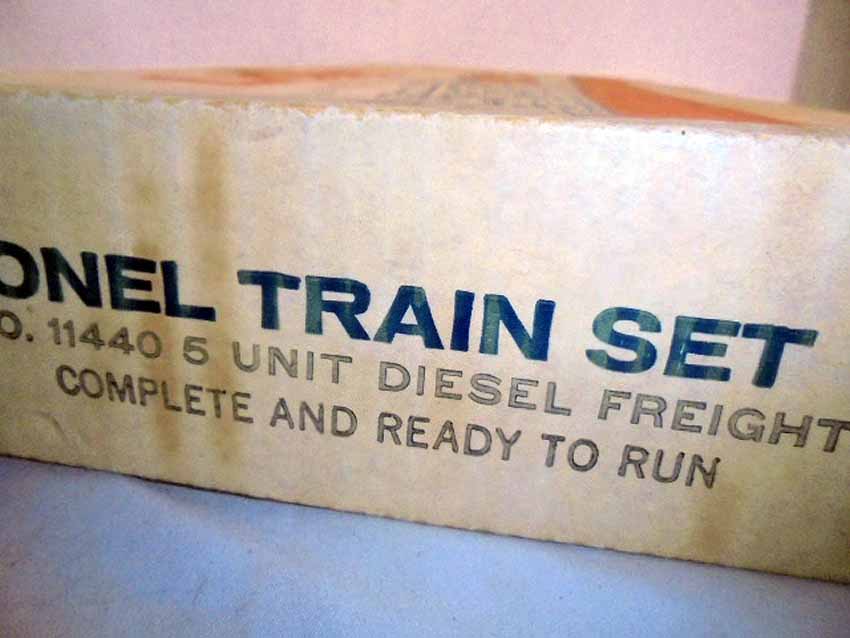 ONEL TRAIN SET
O. 11440 5 UNIT DIESEL FREIGHT
COMPLETE AND READY TO RUN